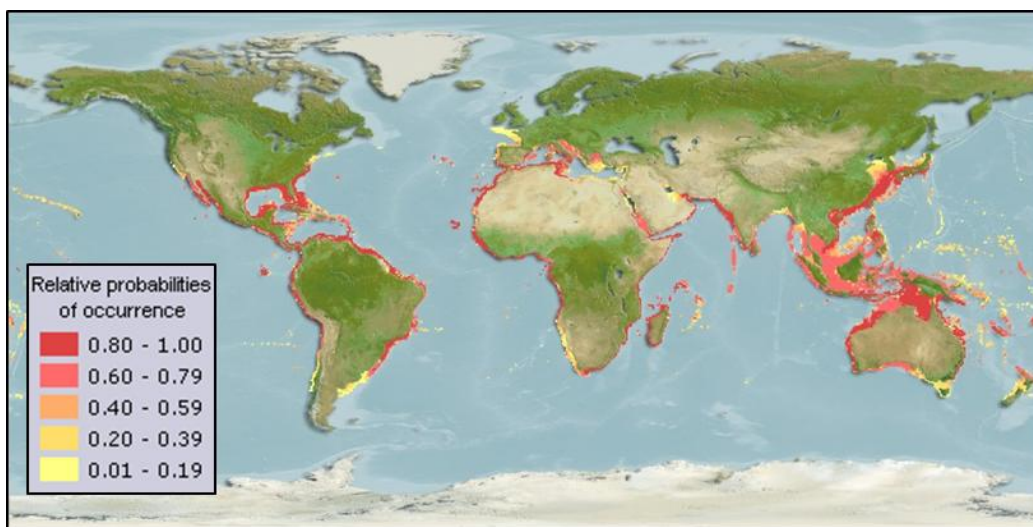 Relative probabilities
of occurrence
0.80 - 1.00
0.60 - 0.79
0.40 - 0.59
0.20 - 0.39
0.01 - 0.19